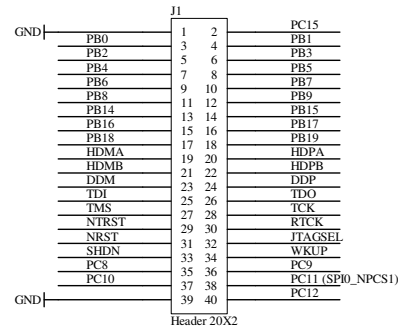 J1
GND 1 2 PC15
PB0 3 4 PB1
PB2 5 6 PB3
PB4 7 8 PB5
PB6 9 10 PB7
PB8 11 12 PB9
PB14 13 14 PB15
PB16 15 16 PB17
PB18 17 18 PB19
HDMA 19 20 HDPA
HDMB 21 22 HDPB
DDM 23 24 DDP
TDI 25 26 TDO
TMS 27 28 TCK
NTRST 29 30 RTCK
NRST 31 32 JTAGSEL
SHDN 33 34 WKUP
PC8 35 36 PC9
PC10 37 38 PC11 (SPI0_NPCS1)
GND 39 40 PC12
Header 20X2